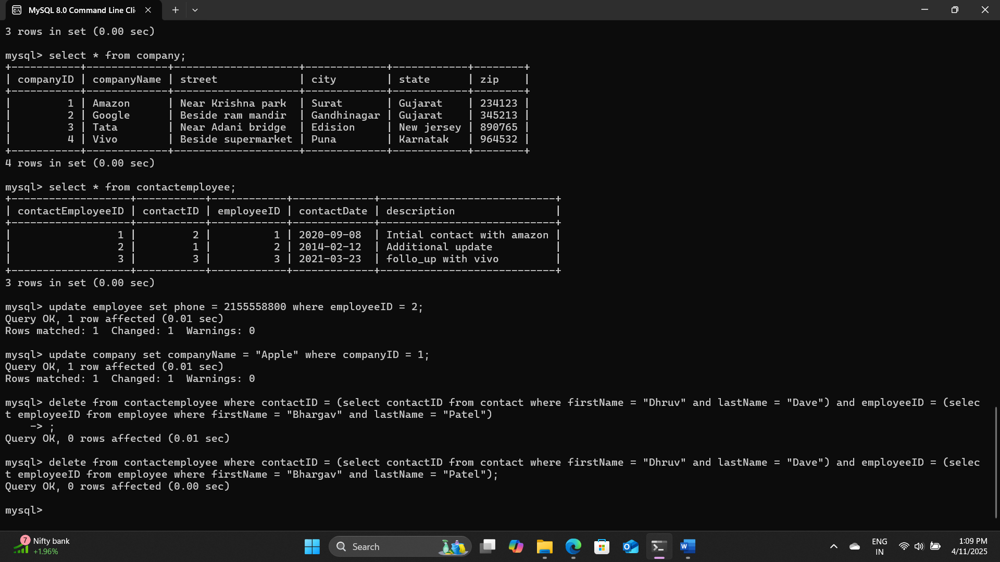 MySQL 8.0 Command Line Cli
3 rows in set (0.00 sec)

mysql> select * from company;
+-----------+-------------+--------------------+-------------+------------+--------+
| companyID | companyName | street             | city        | state      | zip    |
+-----------+-------------+--------------------+-------------+------------+--------+
|         1 | Amazon      | Near Krishna park  | Surat       | Gujarat    | 234123 |
|         2 | Google      | Beside ram mandir  | Gandhinagar | Gujarat    | 345213 |
|         3 | Tata        | Near Adani bridge  | Edision     | New jersey | 890765 |
|         4 | Vivo        | Beside supermarket | Puna        | Karnatak   | 964532 |
+-----------+-------------+--------------------+-------------+------------+--------+
4 rows in set (0.00 sec)

mysql> select * from contactemployee;
+-------------------+-----------+------------+-------------+----------------------------+
| contactEmployeeID | contactID | employeeID | contactDate | description                |
+-------------------+-----------+------------+-------------+----------------------------+
|                 1 |         2 |          1 | 2020-09-08  | Intial contact with amazon |
|                 2 |         1 |          2 | 2014-02-12  | Additional update          |
|                 3 |         3 |          3 | 2021-03-23  | follo_up with vivo         |
+-------------------+-----------+------------+-------------+----------------------------+
3 rows in set (0.00 sec)

mysql> update employee set phone = 2155558800 where employeeID = 2;
Query OK, 1 row affected (0.01 sec)
Rows matched: 1  Changed: 1  Warnings: 0

mysql> update company set companyName = "Apple" where companyID = 1;
Query OK, 1 row affected (0.01 sec)
Rows matched: 1  Changed: 1  Warnings: 0

mysql> delete from contactemployee where contactID = (select contactID from contact where firstName = "Dhruv" and lastName = "Dave") and employeeID = (selec
t employeeID from employee where firstName = "Bhargav" and lastName = "Patel")
    -> ;
Query OK, 0 rows affected (0.01 sec)

mysql> delete from contactemployee where contactID = (select contactID from contact where firstName = "Dhruv" and lastName = "Dave") and employeeID = (selec
t employeeID from employee where firstName = "Bhargav" and lastName = "Patel");
Query OK, 0 rows affected (0.00 sec)

mysql>
7
Nifty bank
+1.96%
Search
ENG
IN
1:09 PM
4/11/2025